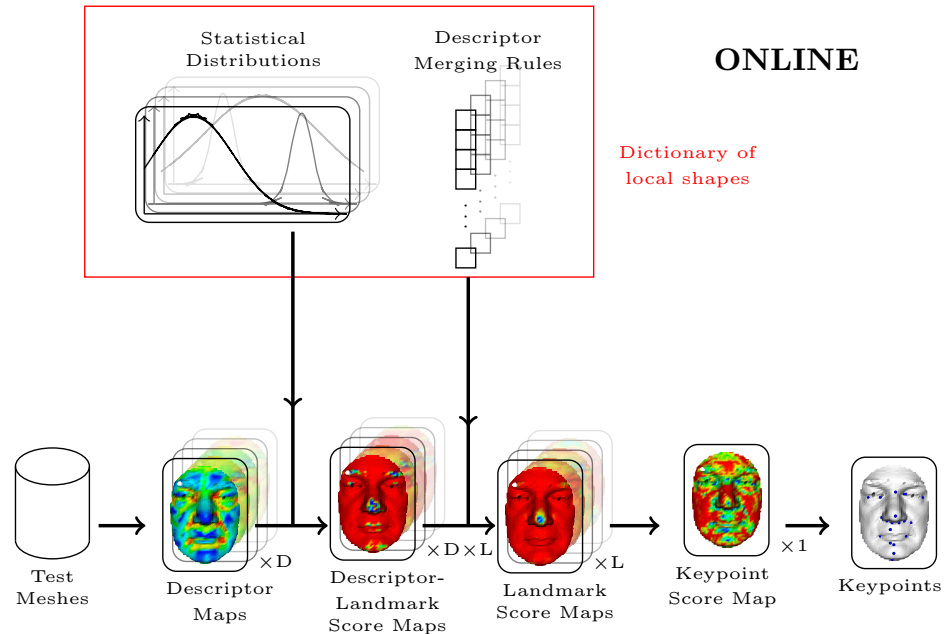 Statistical
Distributions
Descriptor
Merging Rules
ONLINE
Dictionary of
local shapes
×D
×D×L
×L
×1
Test
Meshes
Descriptor
Maps
Descriptor-
Landmark
Score Maps
Landmark
Score Maps
Keypoint
Score Map
Keypoints